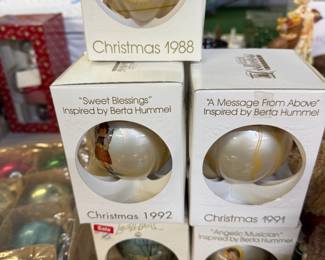 Christmas 1988
"Sweet Blessings"
Inspired by Berta Hummel
Christmas 1992
"A Message From Above"
Inspired by Berta Hummel
Christmas 1991
Sale
"Angelic Musician"
Inspired by Berta Hummel